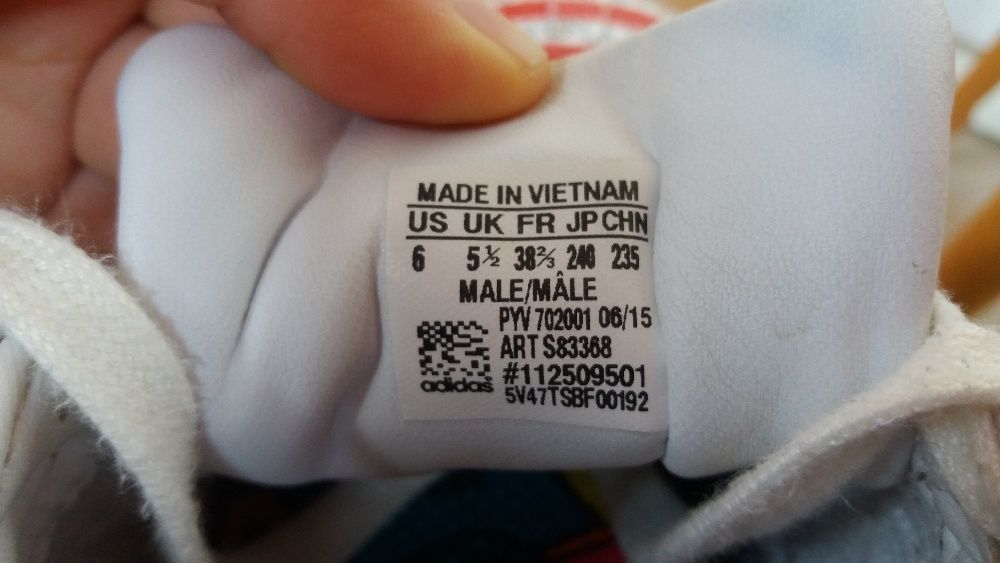 MADE IN VIETNAM
US UK FR JP CHN
6 5½ 38⅔ 240 235
MALE/MÂLE
PYV 702001 06/15
ART S83368
#112509501
adidas
5V47TSBF00192